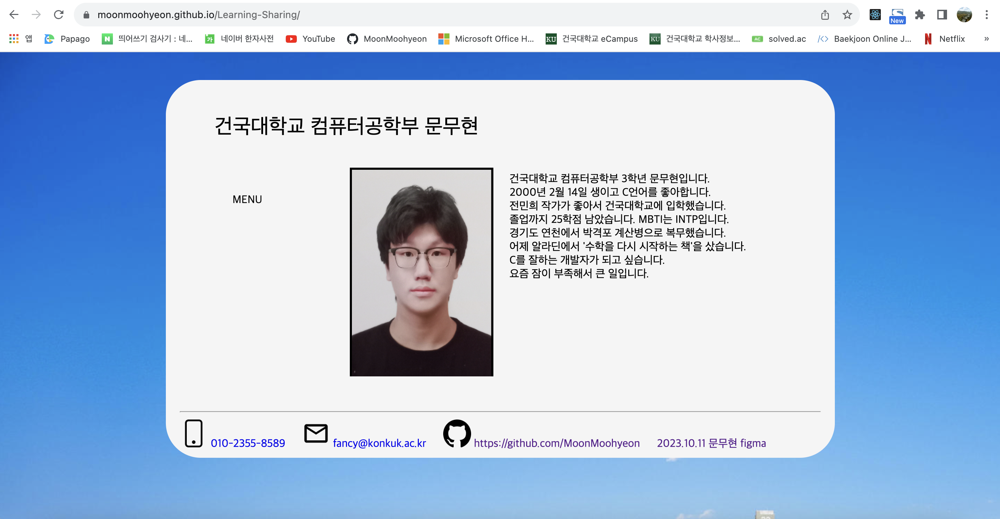 moonmoohyeon.github.io/Learning-Sharing/
New
앱 Papago 띄어쓰기 검사기 : 네... 네이버 한자사전 YouTube MoonMoohyeon Microsoft Office H... KU 건국대학교 eCampus KU 건국대학교 학사정보... AC solved.ac Baekjoon Online J... Netflix »
건국대학교 컴퓨터공학부 문무현
MENU
건국대학교 컴퓨터공학부 3학년 문무현입니다.
2000년 2월 14일 생이고 C언어를 좋아합니다.
전민희 작가가 좋아서 건국대학교에 입학했습니다.
졸업까지 25학점 남았습니다. MBTI는 INTP입니다.
경기도 연천에서 박격포 계산병으로 복무했습니다.
어제 알라딘에서 '수학을 다시 시작하는 책'을 샀습니다.
C를 잘하는 개발자가 되고 싶습니다.
요즘 잠이 부족해서 큰 일입니다.
010-2355-8589 fancy@konkuk.ac.kr https://github.com/MoonMoohyeon 2023.10.11 문무현 figma